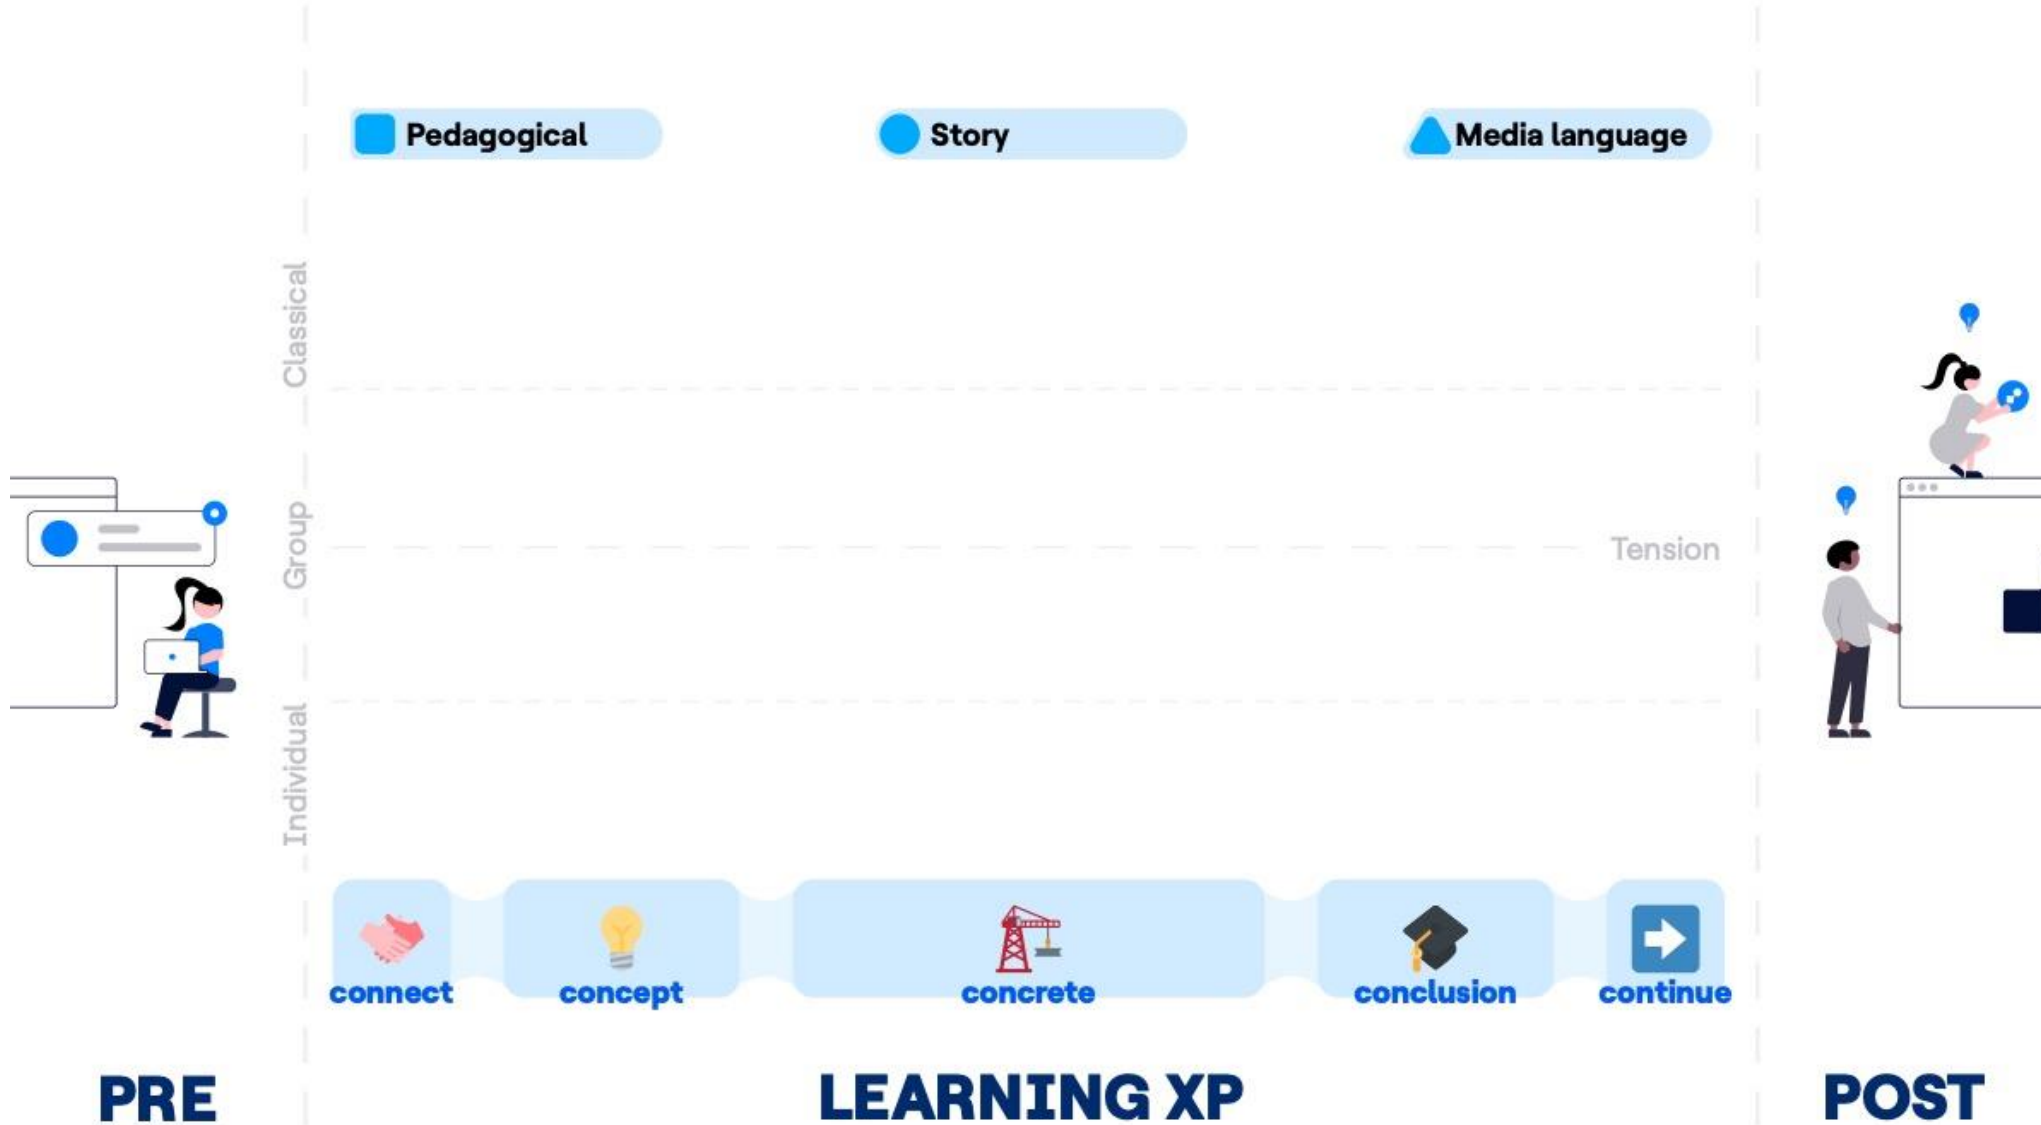 Pedagogical
Story
Media language
Classical
Group
Tension
Individual
connect
concept
concrete
conclusion
continue
PRE
LEARNING XP
POST